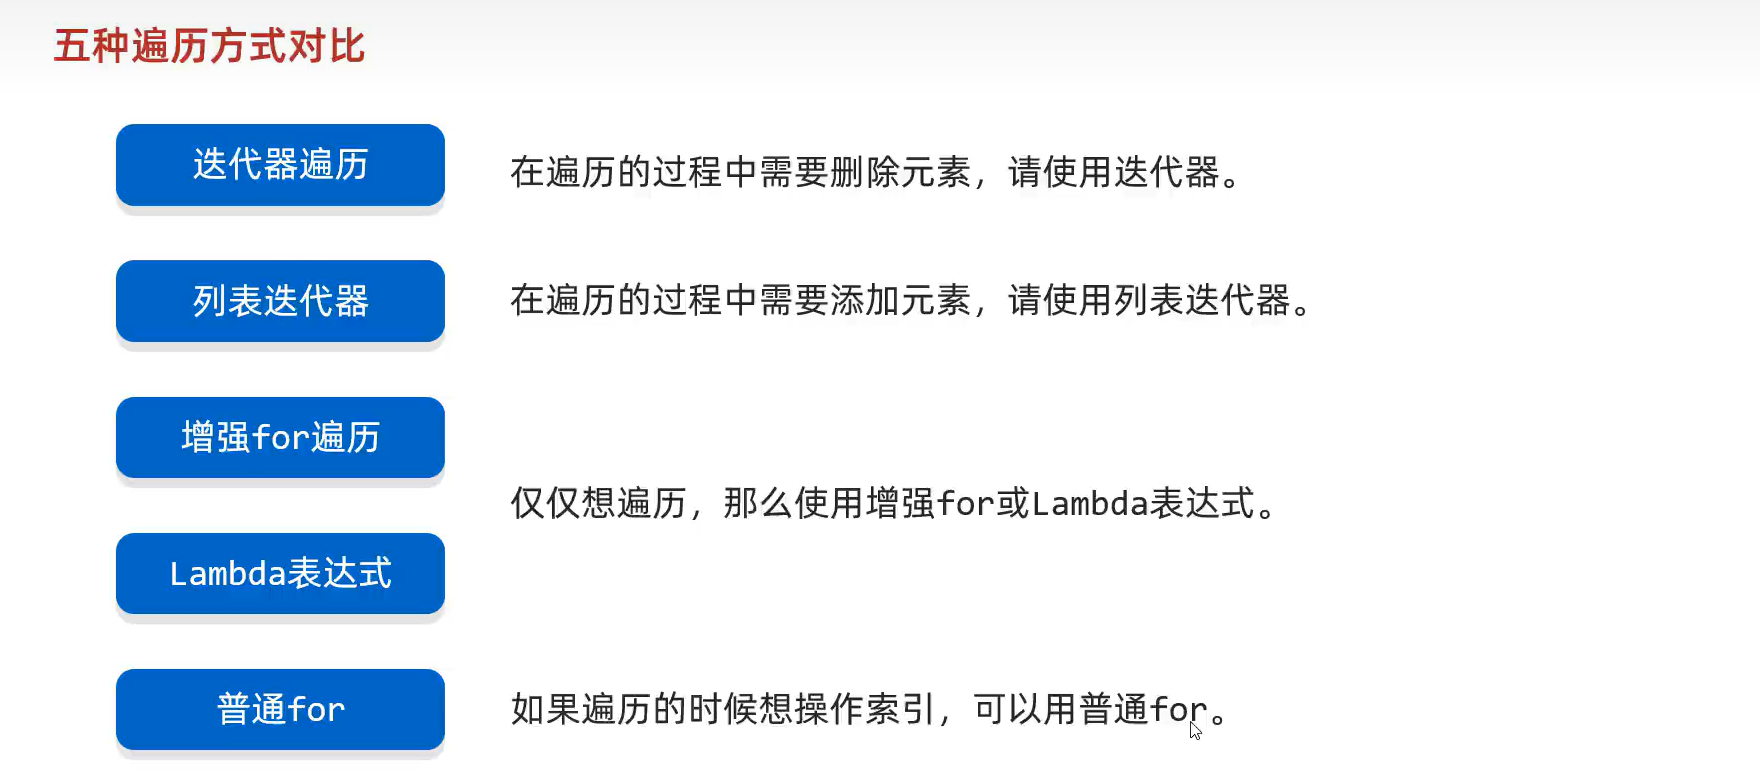 五种遍历方式对比
迭代器遍历
在遍历的过程中需要删除元素，请使用迭代器。
列表迭代器
在遍历的过程中需要添加元素，请使用列表迭代器。
增强for遍历
仅仅想遍历，那么使用增强for或Lambda表达式。
Lambda表达式
普通for
如果遍历的时候想操作索引，可以用普通for。